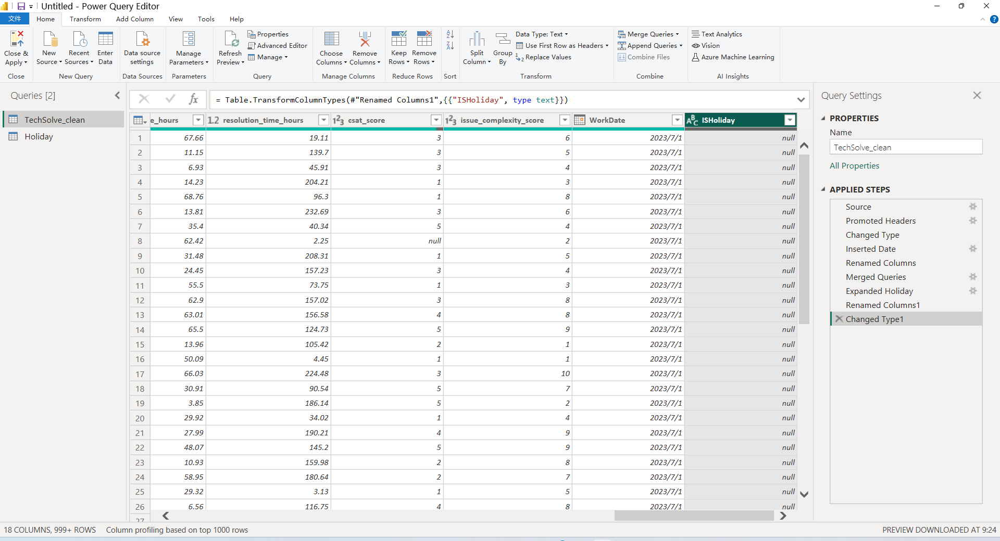 Untitled - Power Query Editor
文件 Home Transform Add Column View Tools Help
Close & Apply
New Source
Recent Sources
Enter Data
Data source settings
Manage Parameters
Refresh Preview
Properties
Advanced Editor
Manage
Choose Columns
Remove Columns
Keep Rows
Remove Rows
Split Column
Group By
Data Type: Text
Use First Row as Headers
Replace Values
Merge Queries
Append Queries
Combine Files
Text Analytics
Vision
Azure Machine Learning
Close New Query Data Sources Parameters Query Manage Columns Reduce Rows Sort Transform Combine AI Insights
Queries [2]
TechSolve_clean
Holiday
fx = Table.TransformColumnTypes(#"Renamed Columns1",{{"ISHoliday", type text}})
e_hours 1.2 resolution_time_hours 123 csat_score 123 issue_complexity_score WorkDate ABC ISHoliday
1 67.66 19.11 3 6 2023/7/1 null
2 11.15 139.7 3 5 2023/7/1 null
3 6.93 45.91 3 4 2023/7/1 null
4 14.23 204.21 1 3 2023/7/1 null
5 68.76 96.3 1 8 2023/7/1 null
6 13.81 232.69 3 6 2023/7/1 null
7 35.4 40.34 5 4 2023/7/1 null
8 62.42 2.25 null 2 2023/7/1 null
9 31.48 208.31 1 5 2023/7/1 null
10 24.45 157.23 3 4 2023/7/1 null
11 55.5 73.75 1 3 2023/7/1 null
12 62.9 157.02 3 8 2023/7/1 null
13 63.01 156.58 4 8 2023/7/1 null
14 65.5 124.73 5 9 2023/7/1 null
15 13.96 105.42 2 1 2023/7/1 null
16 50.09 4.45 1 1 2023/7/1 null
17 66.03 224.48 3 10 2023/7/1 null
18 30.91 90.54 5 7 2023/7/1 null
19 3.85 186.14 5 2 2023/7/1 null
20 29.92 34.02 1 4 2023/7/1 null
21 27.99 190.21 4 9 2023/7/1 null
22 48.07 145.2 5 9 2023/7/1 null
23 10.93 159.98 2 8 2023/7/1 null
24 58.95 180.64 2 7 2023/7/1 null
25 29.32 3.13 1 5 2023/7/1 null
26 6.56 116.75 4 8 2023/7/1 null
27
Query Settings
PROPERTIES
Name
TechSolve_clean
All Properties
APPLIED STEPS
Source
Promoted Headers
Changed Type
Inserted Date
Renamed Columns
Merged Queries
Expanded Holiday
Renamed Columns1
Changed Type1
18 COLUMNS, 999+ ROWS Column profiling based on top 1000 rows PREVIEW DOWNLOADED AT 9:24